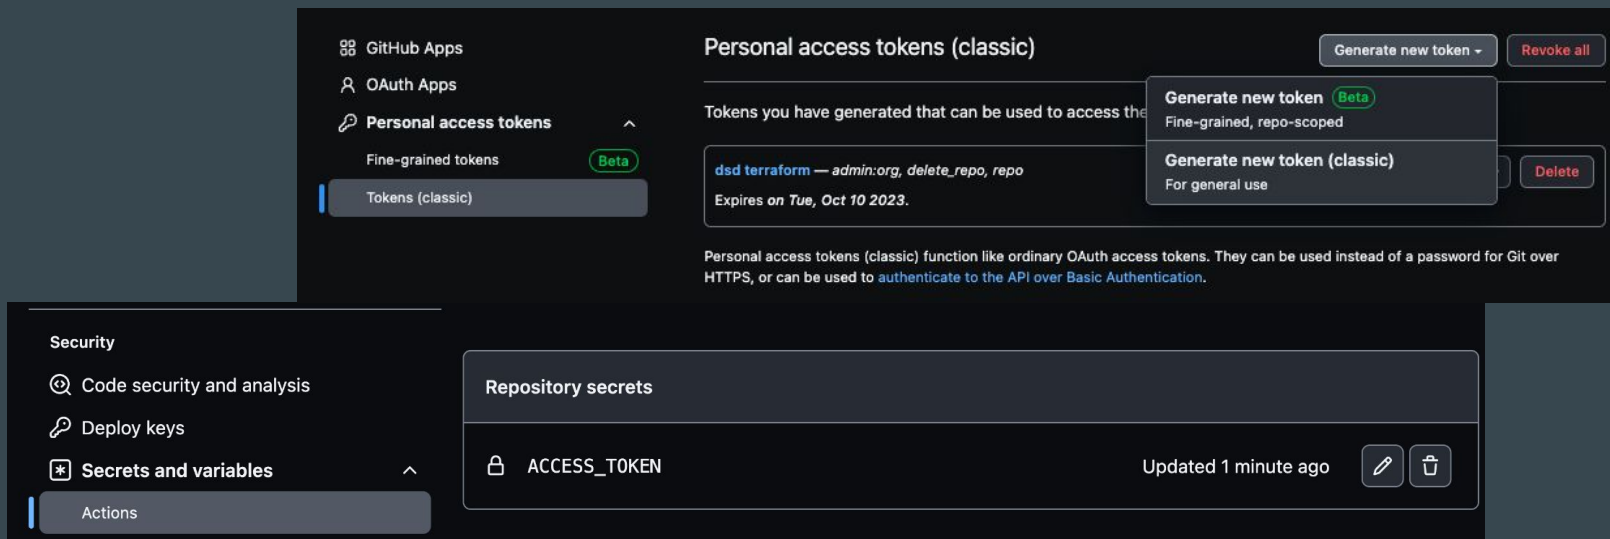 GitHub Apps
OAuth Apps
Personal access tokens
Fine-grained tokens Beta
Tokens (classic)
Personal access tokens (classic)
Generate new token
Revoke all
Tokens you have generated that can be used to access the
Generate new token Beta
Fine-grained, repo-scoped
Generate new token (classic)
For general use
dsd terraform — admin:org, delete_repo, repo
Delete
Expires on Tue, Oct 10 2023.
Personal access tokens (classic) function like ordinary OAuth access tokens. They can be used instead of a password for Git over
HTTPS, or can be used to authenticate to the API over Basic Authentication.
Security
Code security and analysis
Deploy keys
Secrets and variables
Actions
Repository secrets
ACCESS_TOKEN
Updated 1 minute ago